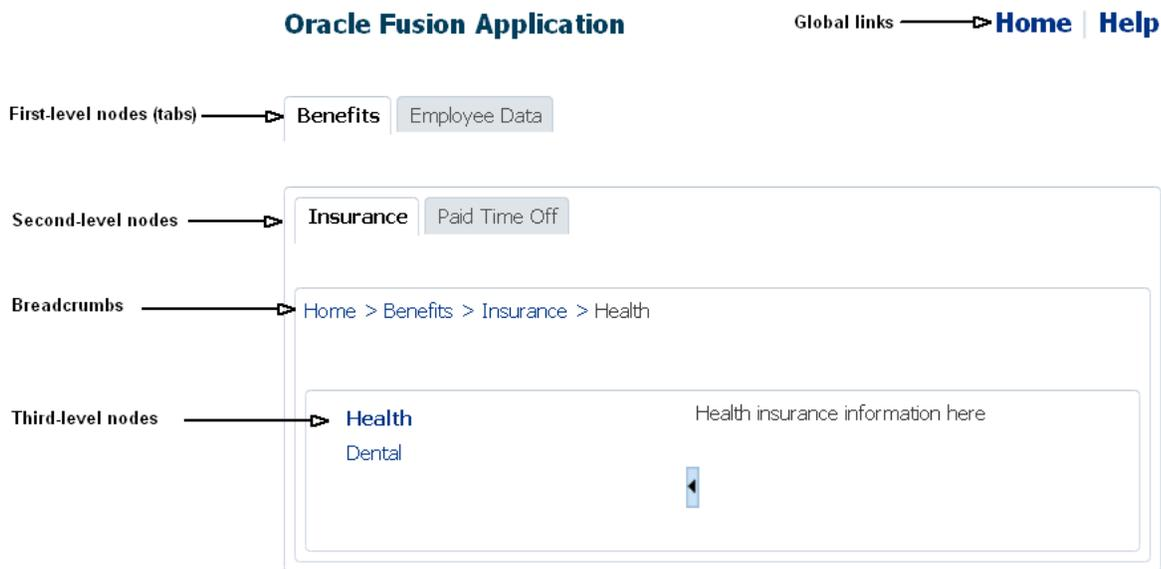 Oracle Fusion Application
Global links Home | Help
First-level nodes (tabs) Benefits Employee Data
Second-level nodes Insurance Paid Time Off
Breadcrumbs Home > Benefits > Insurance > Health
Third-level nodes Health Health insurance information here
Dental